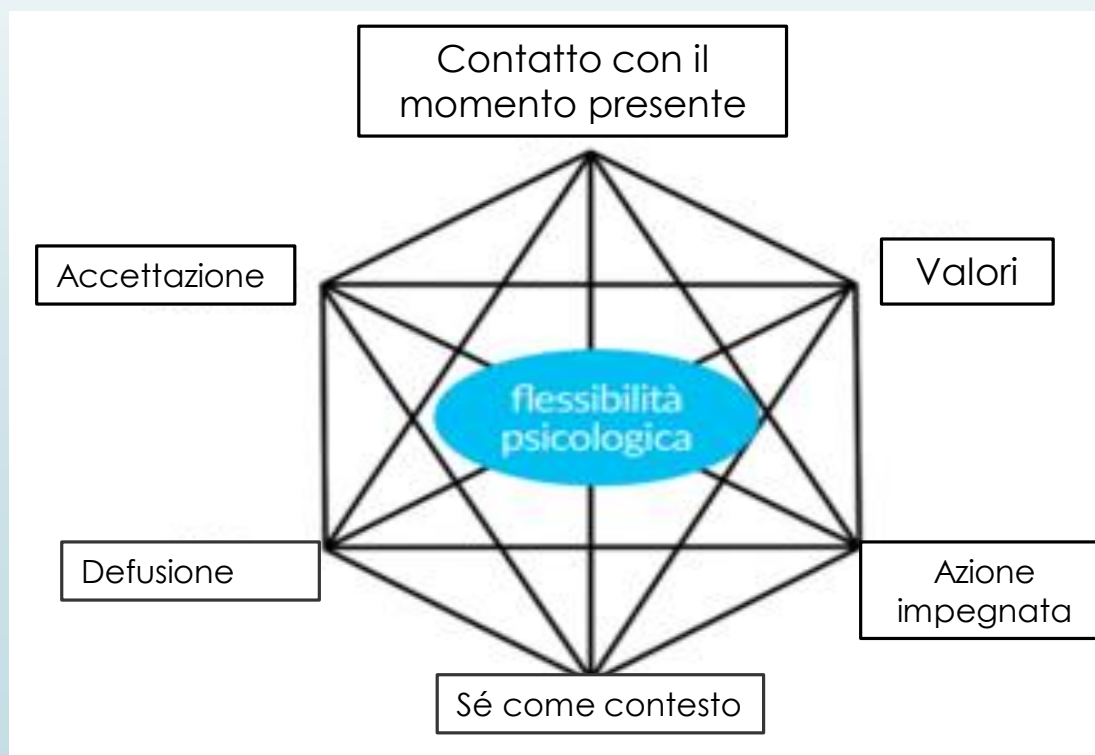 Contatto con il
momento presente
Accettazione
Valori
flessibilità
psicologica
Defusione
Azione
impegnata
Sé come contesto